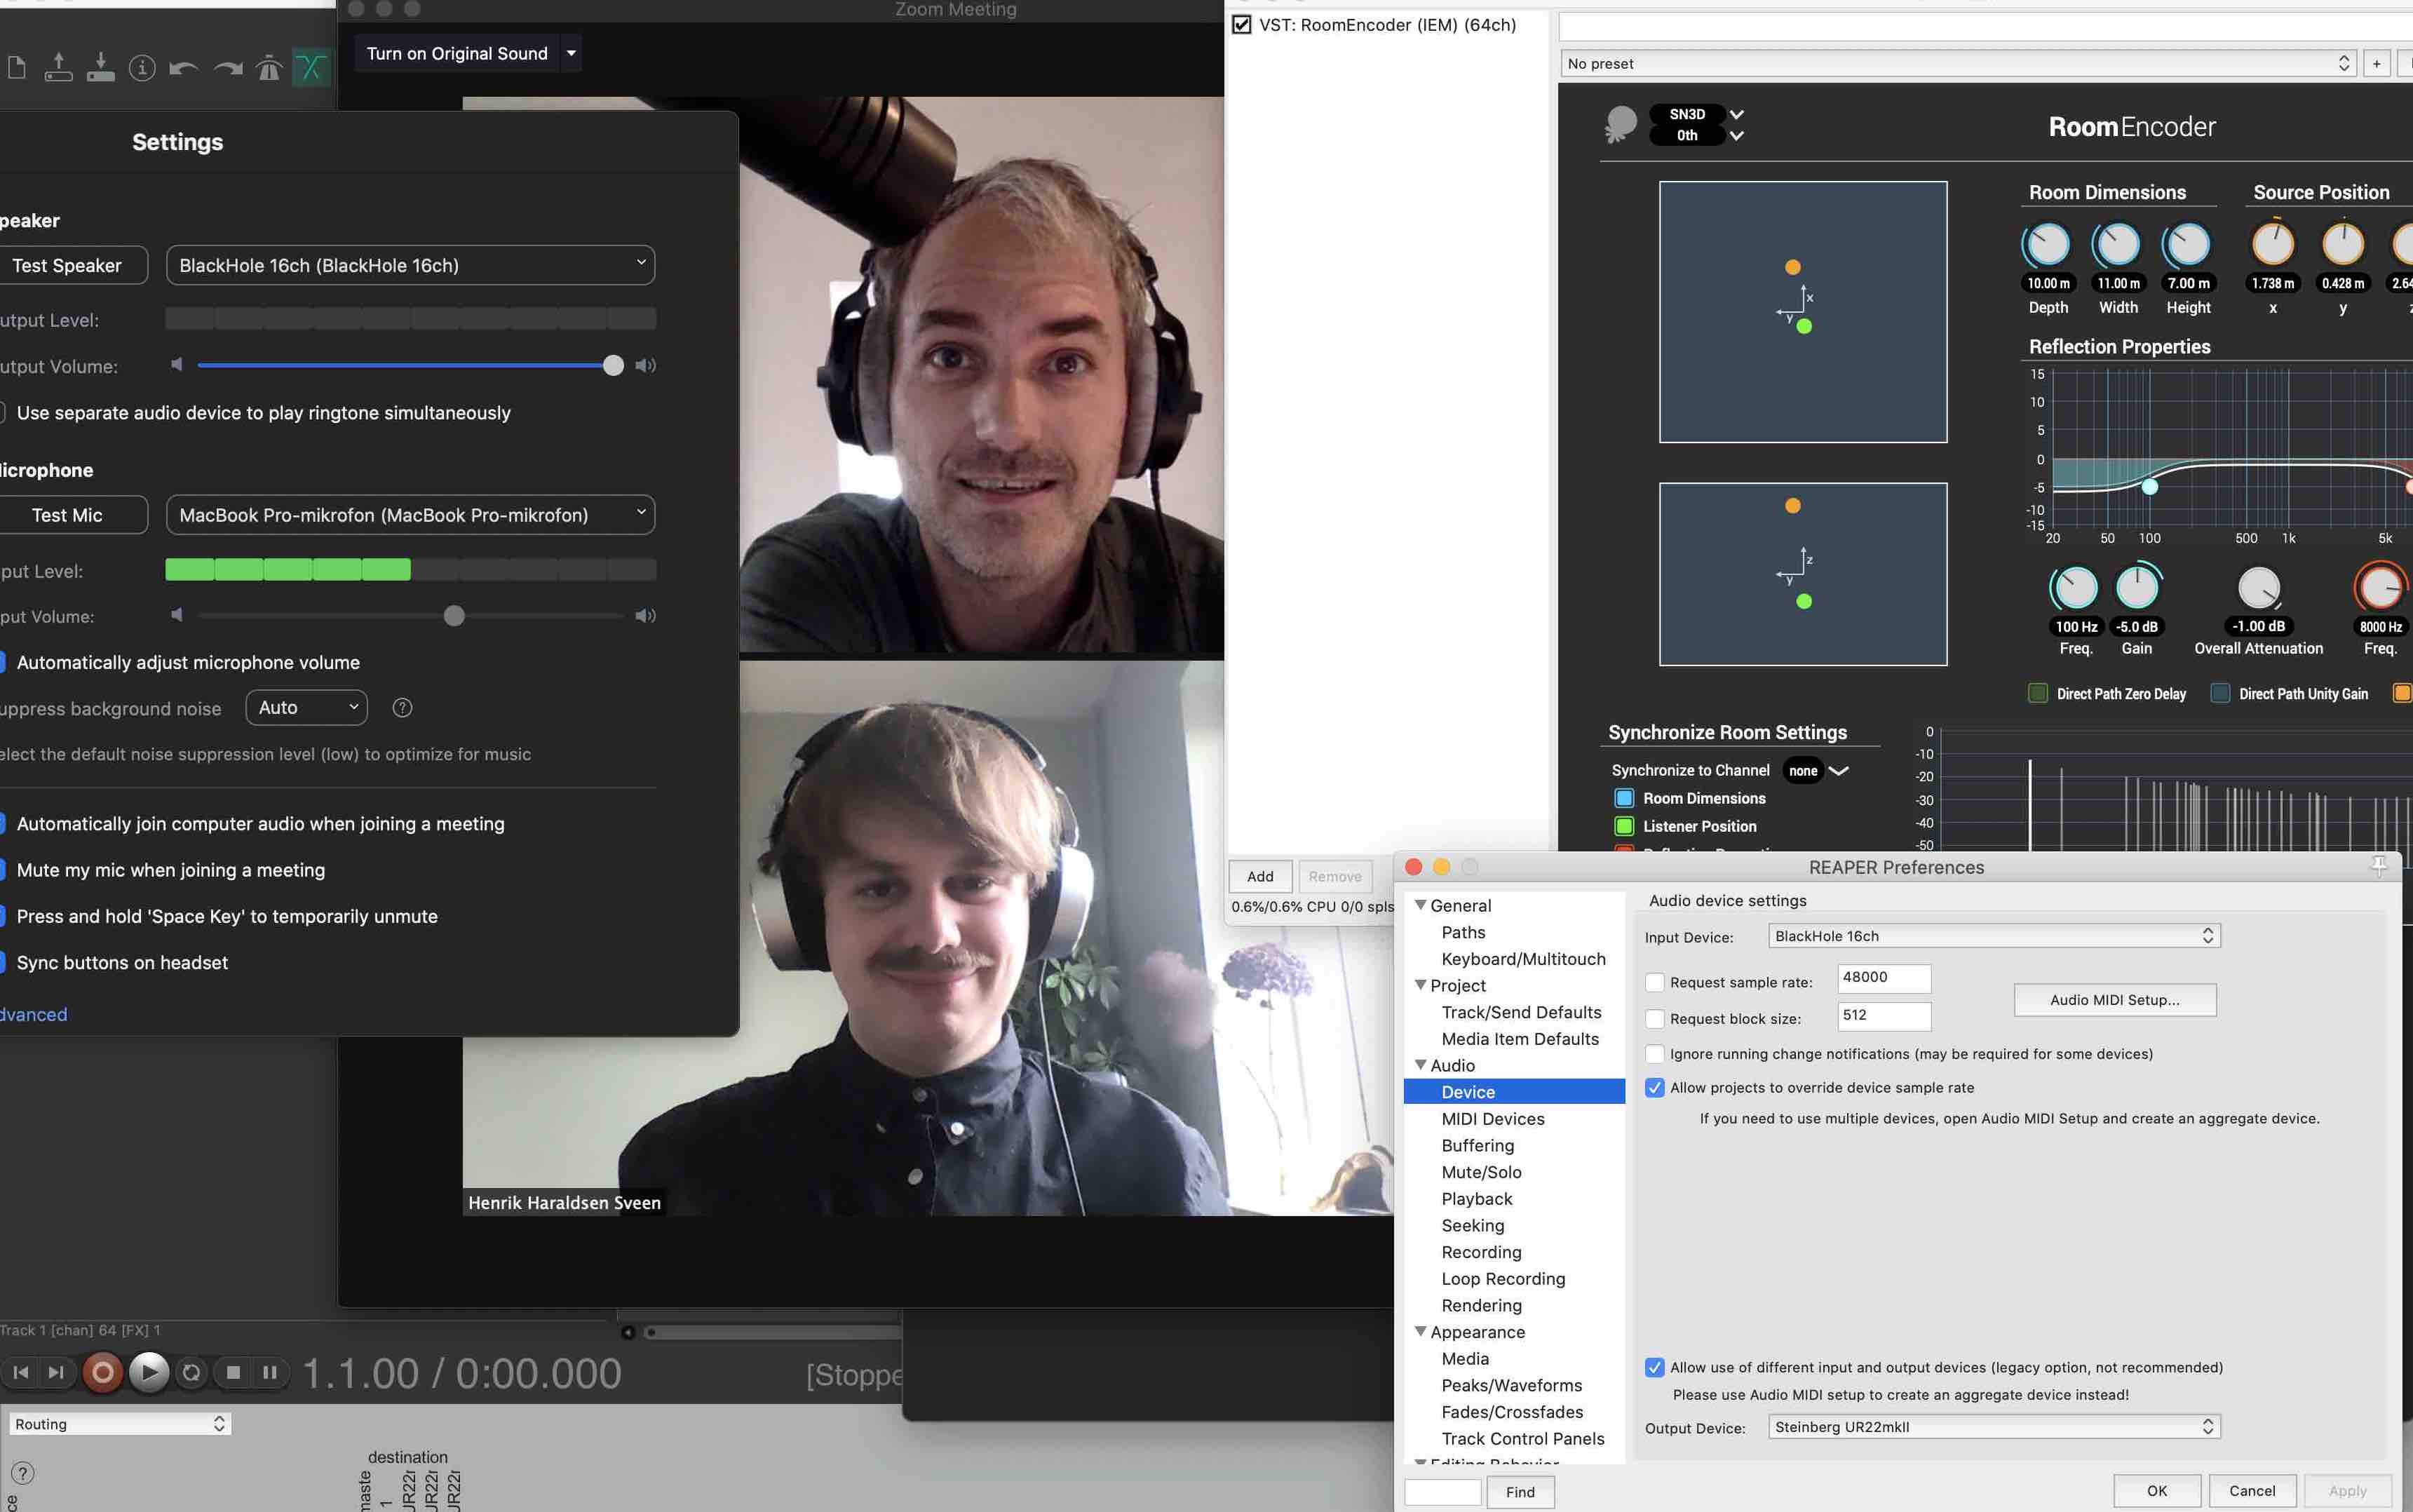 Zoom Meeting
Turn on Original Sound
Settings
peaker
Test Speaker
BlackHole 16ch (BlackHole 16ch)
utput Level:
utput Volume:
Use separate audio device to play ringtone simultaneously
icrophone
Test Mic
MacBook Pro-mikrofon (MacBook Pro-mikrofon)
put Level:
put Volume:
Automatically adjust microphone volume
uppress background noise
Auto
?
elect the default noise suppression level (low) to optimize for music
Automatically join computer audio when joining a meeting
Mute my mic when joining a meeting
Press and hold 'Space Key' to temporarily unmute
Sync buttons on headset
dvanced
Henrik Haraldsen Sveen
VST: RoomEncoder (IEM) (64ch)
Add
Remove
0.6%/0.6% CPU 0/0 spls
No preset
+
SN3D
0th
RoomEncoder
x
y
z
y
Room Dimensions
10.00 m 11.00 m 7.00 m
Depth Width Height
Source Position
1.738 m 0.428 m 2.64
x y z
Reflection Properties
15
10
5
0
-5
-10
-15
20 50 100 500 1k 5k
100 Hz -5.0 dB -1.00 dB 8000 Hz
Freq. Gain Overall Attenuation Freq.
Direct Path Zero Delay Direct Path Unity Gain
Synchronize Room Settings
Synchronize to Channel none
Room Dimensions
Listener Position
0
-10
-20
-30
-40
-50
REAPER Preferences
General
Paths
Keyboard/Multitouch
Project
Track/Send Defaults
Media Item Defaults
Audio
Device
MIDI Devices
Buffering
Mute/Solo
Playback
Seeking
Recording
Loop Recording
Rendering
Appearance
Media
Peaks/Waveforms
Fades/Crossfades
Track Control Panels
Editing Behavior
Find
Audio device settings
Input Device: BlackHole 16ch
Request sample rate: 48000
Request block size: 512
Audio MIDI Setup...
Ignore running change notifications (may be required for some devices)
Allow projects to override device sample rate
If you need to use multiple devices, open Audio MIDI Setup and create an aggregate device.
Allow use of different input and output devices (legacy option, not recommended)
Please use Audio MIDI setup to create an aggregate device instead!
Output Device: Steinberg UR22mkII
OK
Cancel
Apply
Track 1 [chan] 64 [FX] 1
1.1.00 / 0:00.000
[Stoppe
Routing
destination
?
ce
naste
1
UR22r
UR22r
UR22r